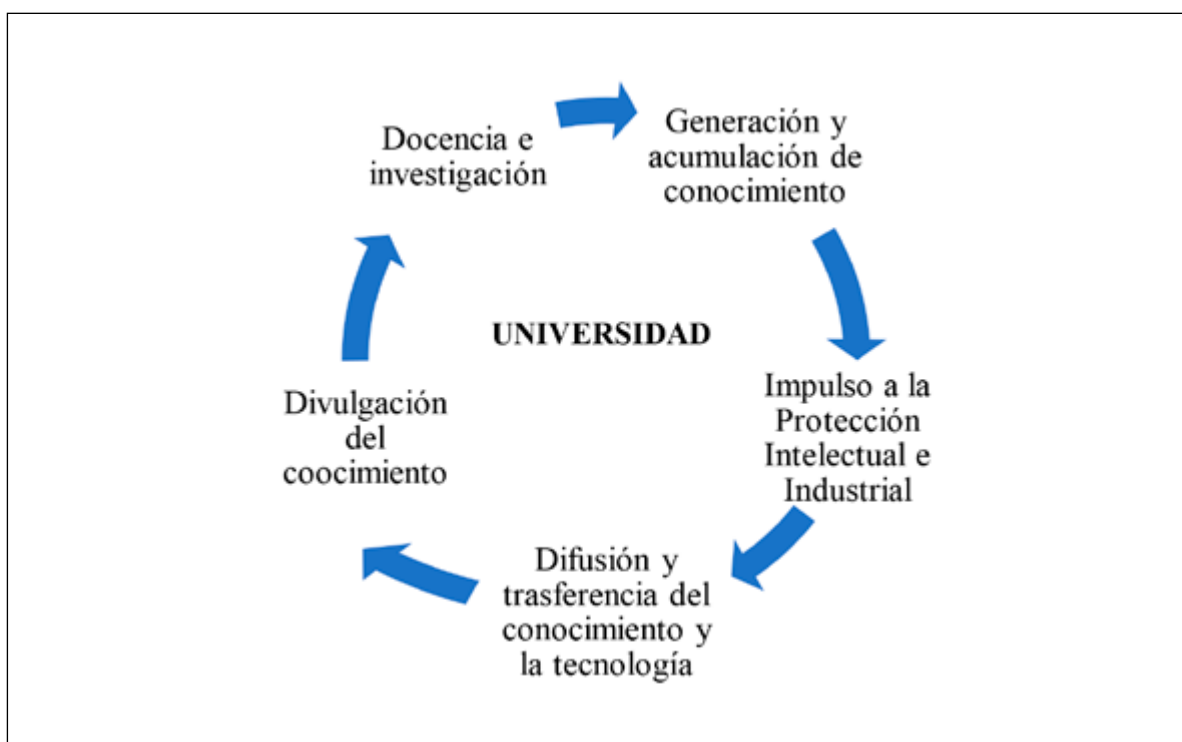 Docencia e
investigación
Generación y
acumulación de
conocimiento
UNIVERSIDAD
Impulso a la
Protección
Intelectual e
Industrial
Difusión y
trasferencia del
conocimiento y
la tecnología
Divulgación
del
coocimiento